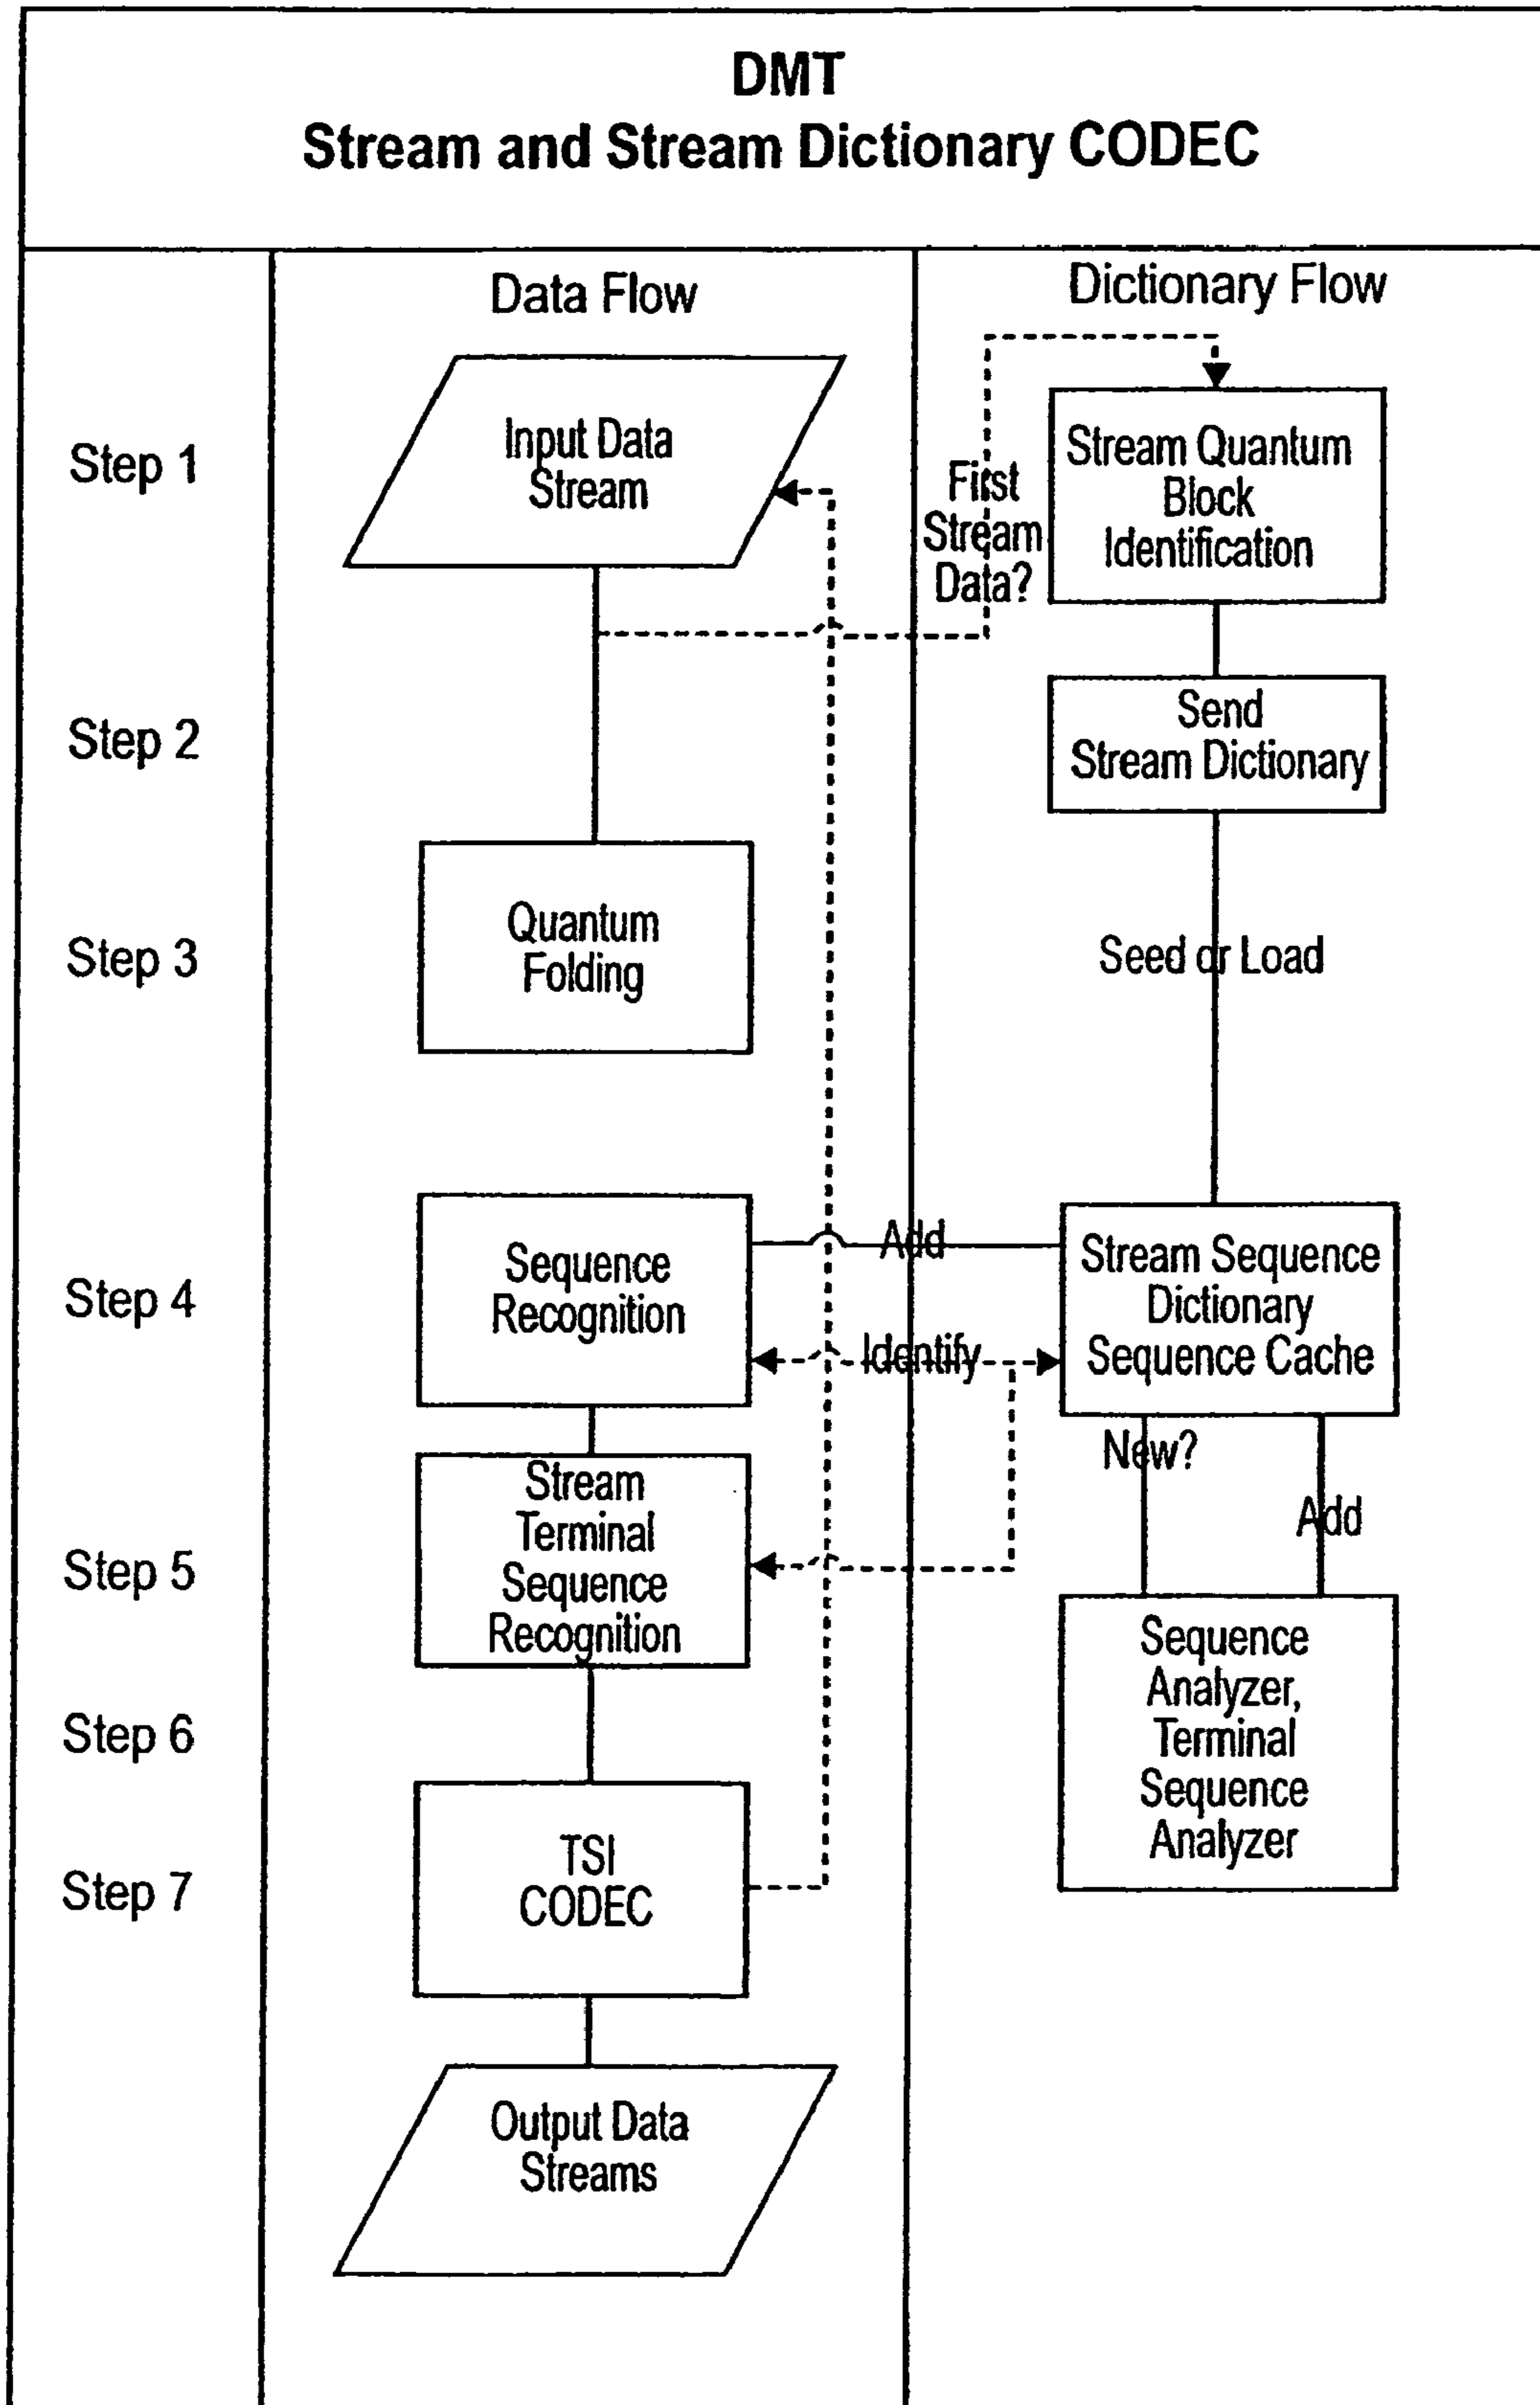 DMT
Stream and Stream Dictionary CODEC
Data Flow
Dictionary Flow
Step 1
Input Data
Stream
First
Stream
Data?
Stream Quantum
Block
Identification
Step 2
Send
Stream Dictionary
Step 3
Quantum
Folding
Seed or Load
Step 4
Sequence
Recognition
Add
Identify
Stream Sequence
Dictionary
Sequence Cache
New?
Add
Step 5
Stream
Terminal
Sequence
Recognition
Sequence
Analyzer,
Terminal
Sequence
Analyzer
Step 6
Step 7
TSI
CODEC
Output Data
Streams